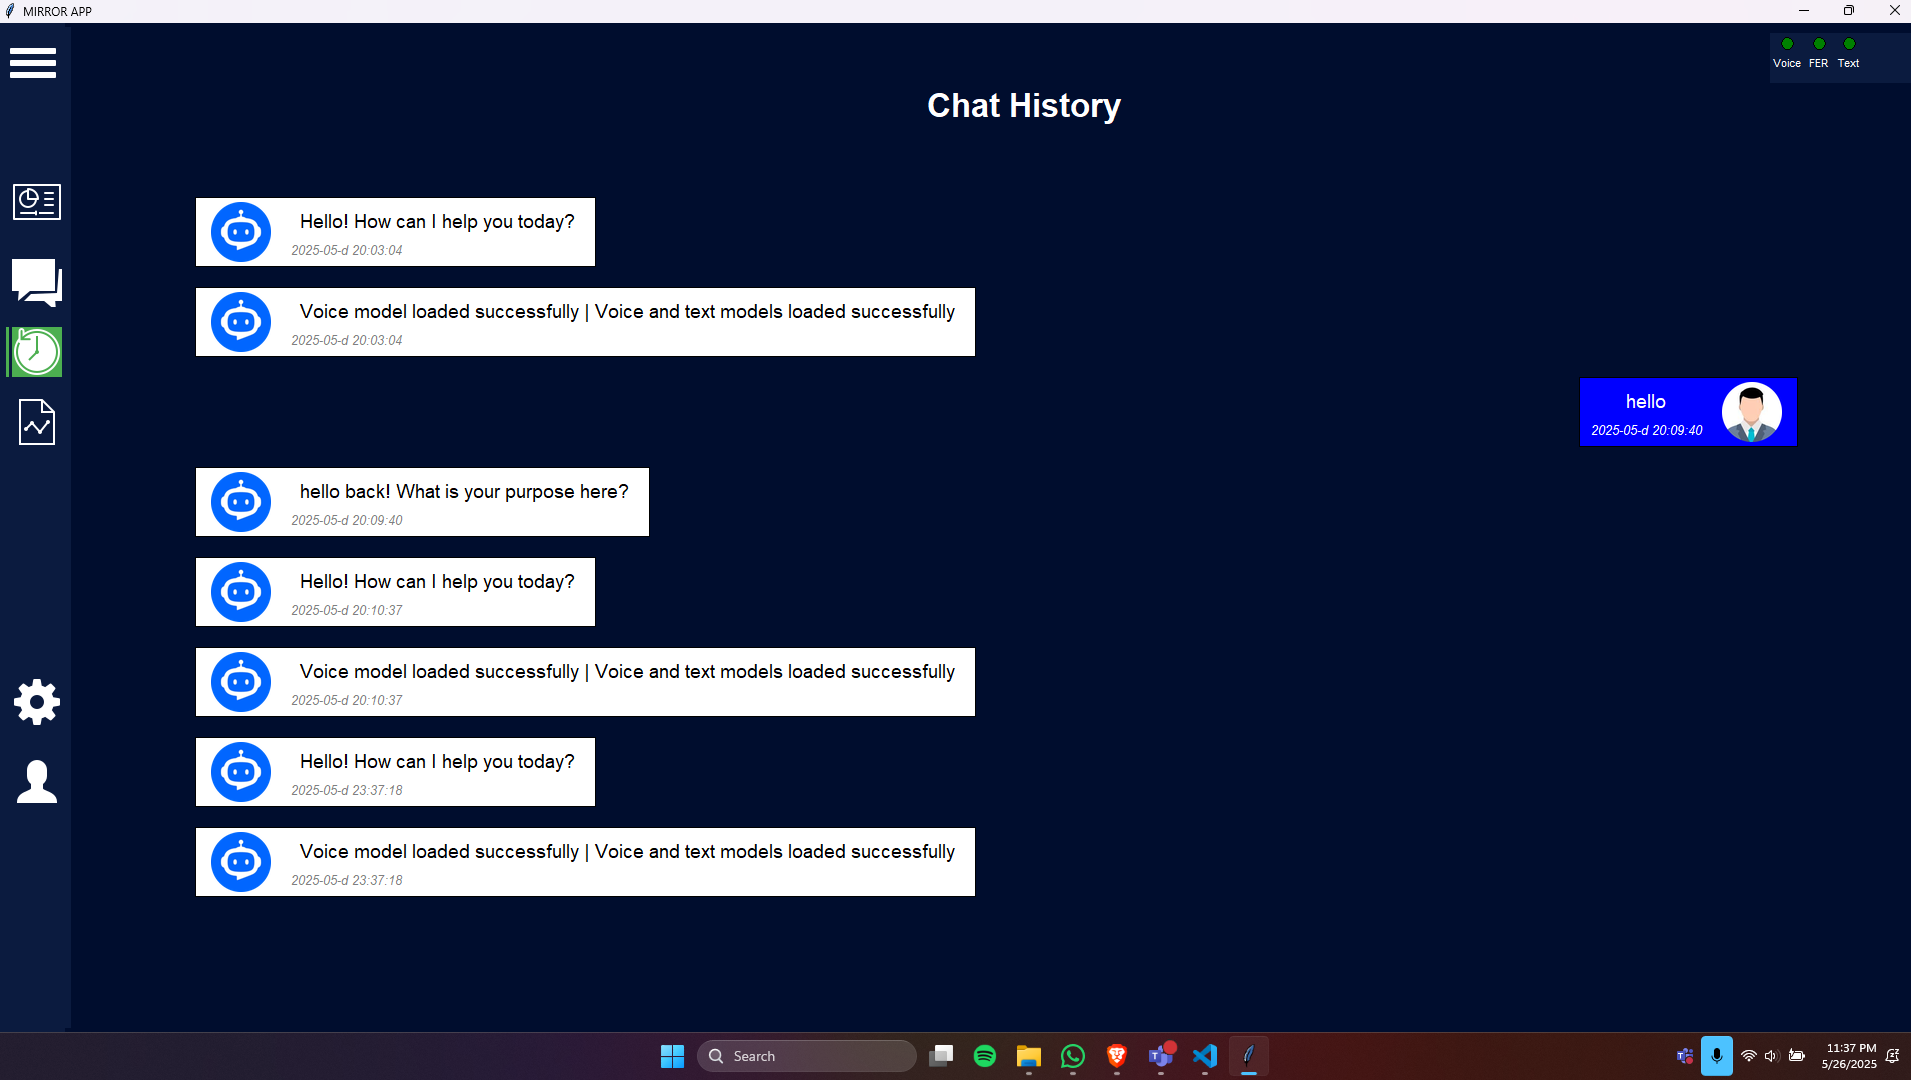 MIRROR APP
Voice FER Text
Chat History
Hello! How can I help you today?
2025-05-d 20:03:04
Voice model loaded successfully | Voice and text models loaded successfully
2025-05-d 20:03:04
hello
2025-05-d 20:09:40
hello back! What is your purpose here?
2025-05-d 20:09:40
Hello! How can I help you today?
2025-05-d 20:10:37
Voice model loaded successfully | Voice and text models loaded successfully
2025-05-d 20:10:37
Hello! How can I help you today?
2025-05-d 23:37:18
Voice model loaded successfully | Voice and text models loaded successfully
2025-05-d 23:37:18
Search
11:37 PM
5/26/2025